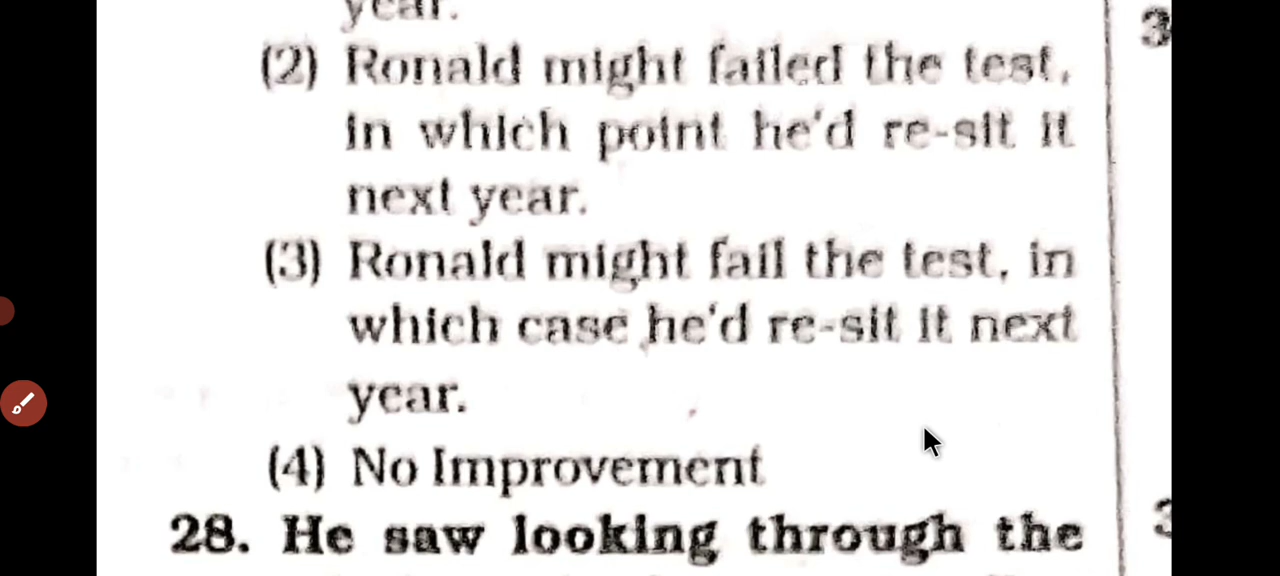 year.
(2) Ronald might failed the test,
in which point he'd re-sit it
next year.
(3) Ronald might fail the test, in
which case he'd re-sit it next
year.
(4) No Improvement
28. He saw looking through the
3